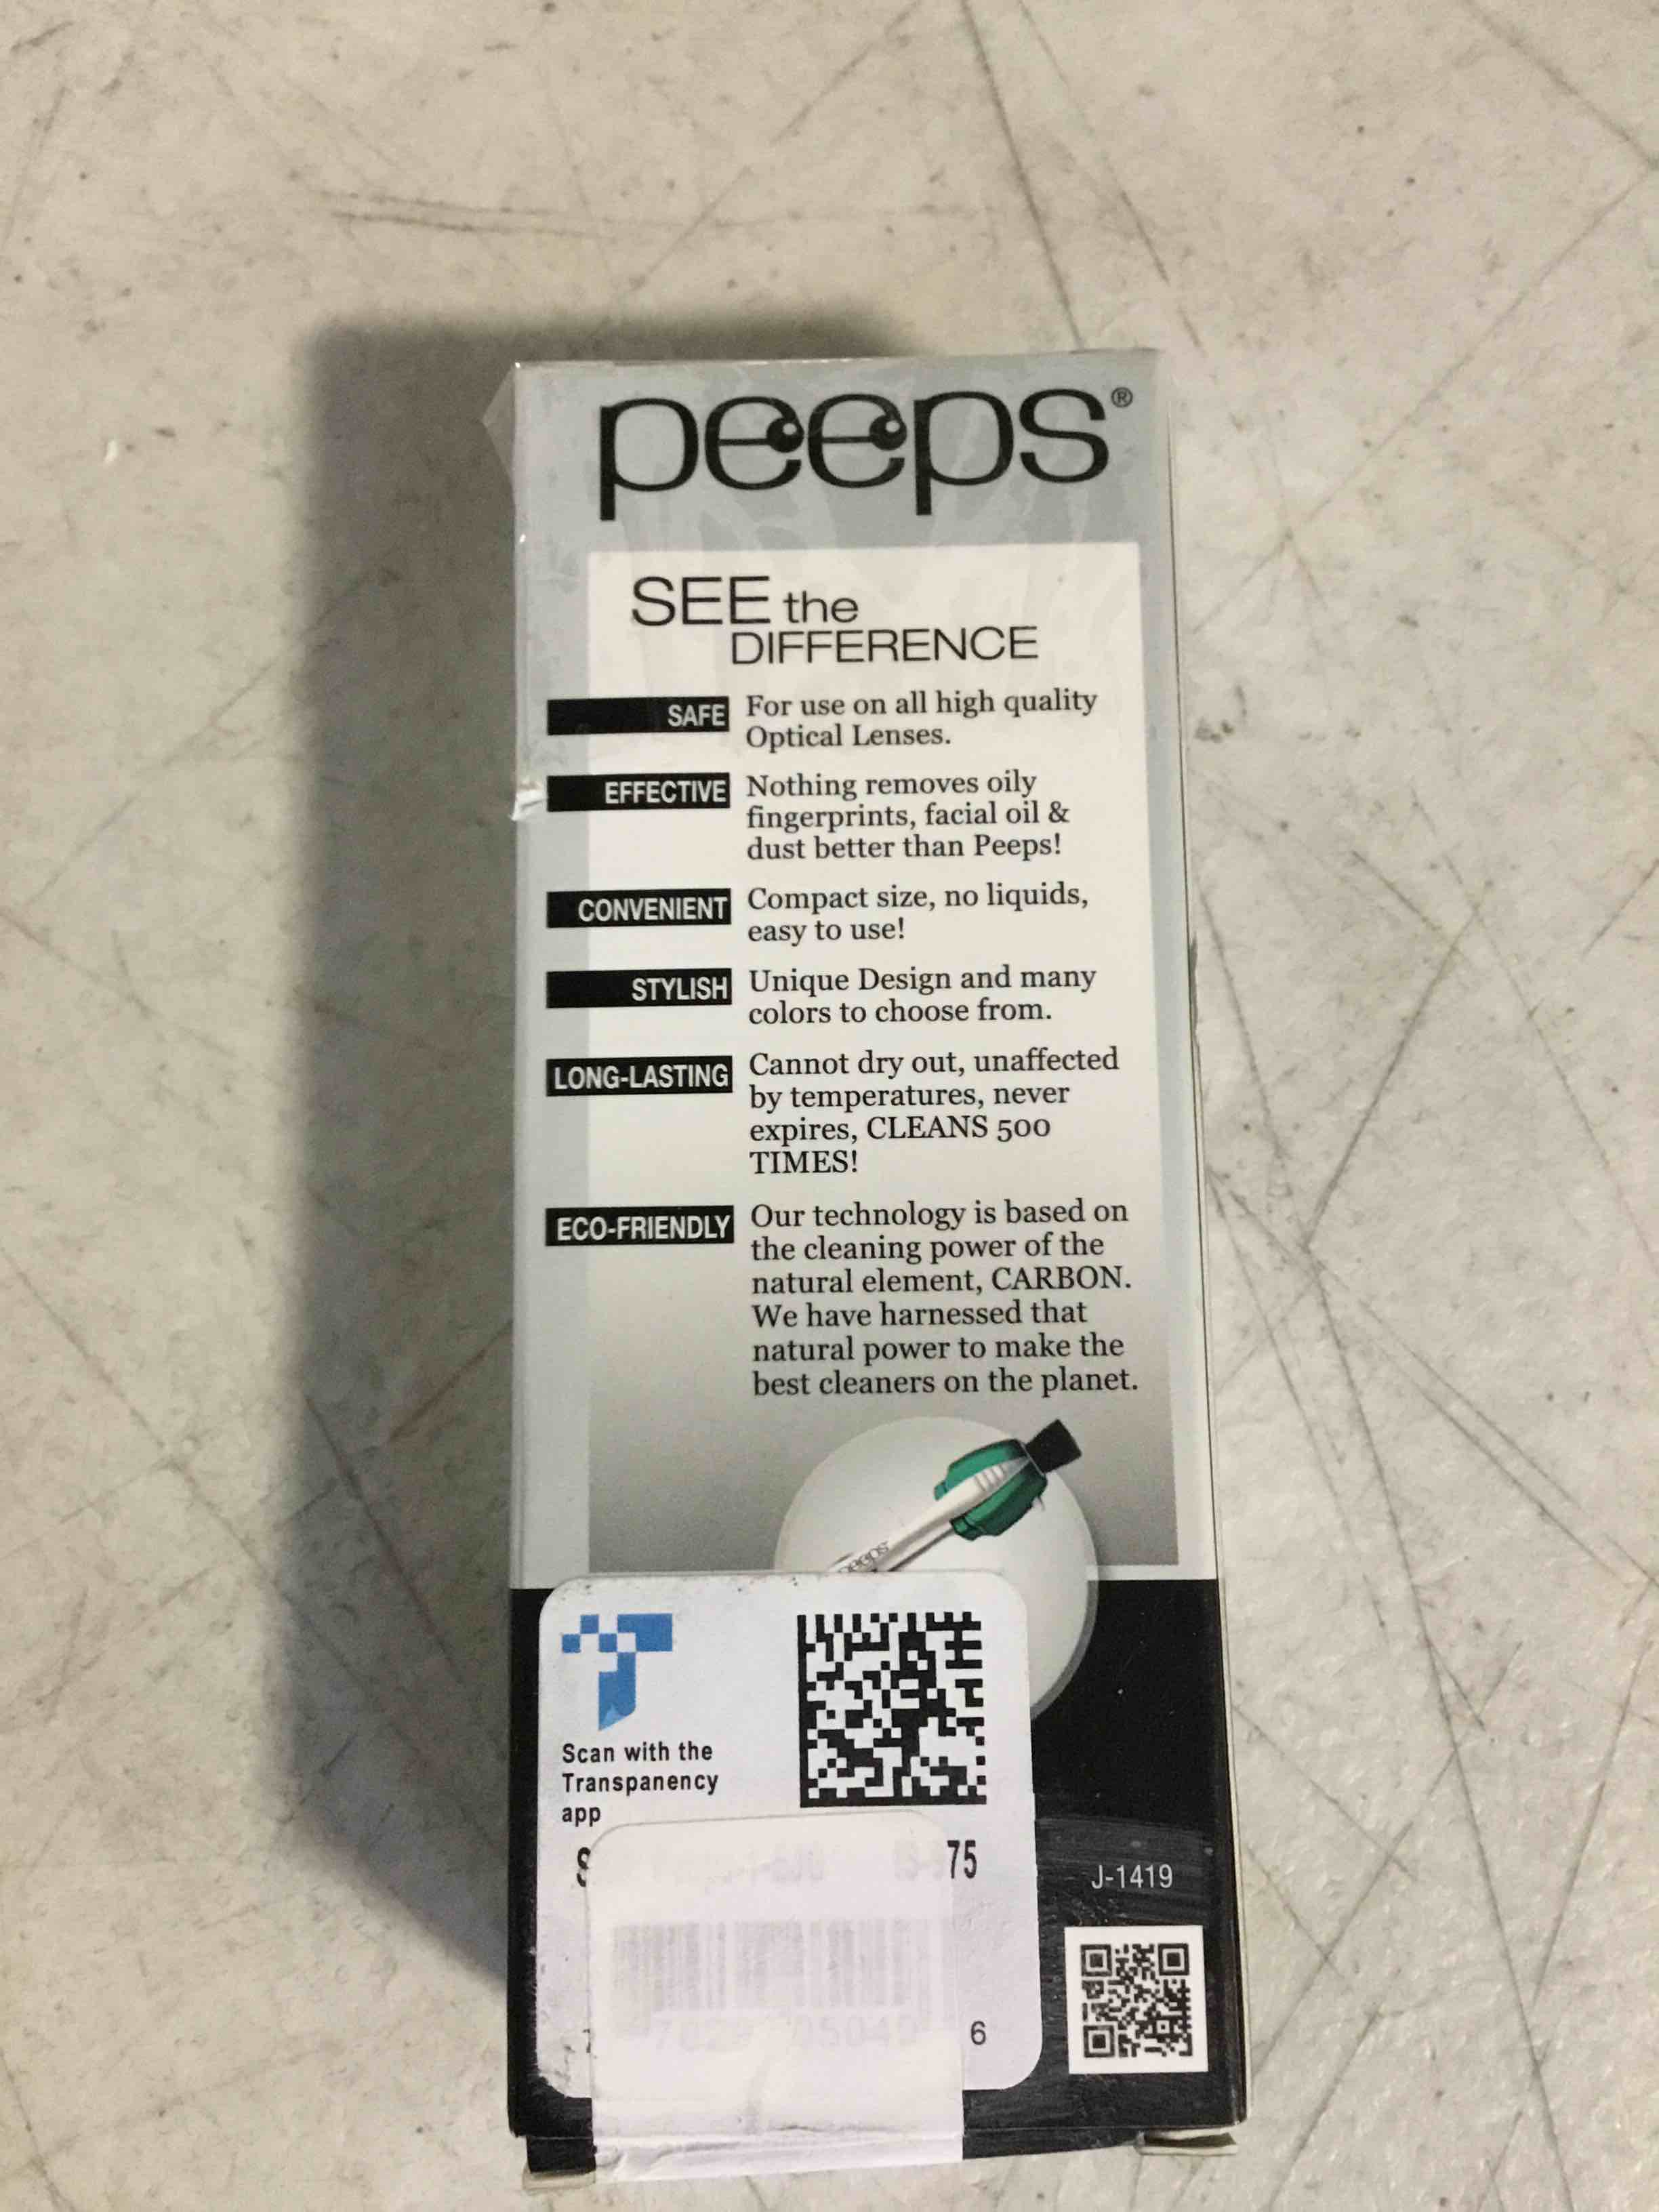 peeps®
SEE the
DIFFERENCE
SAFE For use on all high quality
Optical Lenses.
EFFECTIVE Nothing removes oily
fingerprints, facial oil &
dust better than Peeps!
CONVENIENT Compact size, no liquids,
easy to use!
STYLISH Unique Design and many
colors to choose from.
LONG-LASTING Cannot dry out, unaffected
by temperatures, never
expires, CLEANS 500
TIMES!
ECO-FRIENDLY Our technology is based on
the cleaning power of the
natural element, CARBON.
We have harnessed that
natural power to make the
best cleaners on the planet.
peeps
Scan with the
Transpanency
app
75
J-1419
6